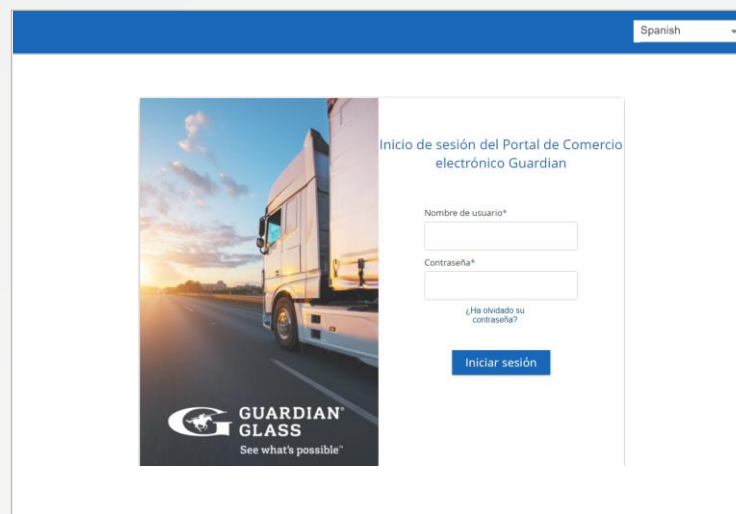 Spanish
Inicio de sesión del Portal de Comercio
electrónico Guardian
Nombre de usuario*
Contraseña*
¿Ha olvidado su
contraseña?
Iniciar sesión
GUARDIAN®
GLASS
See what's possible™